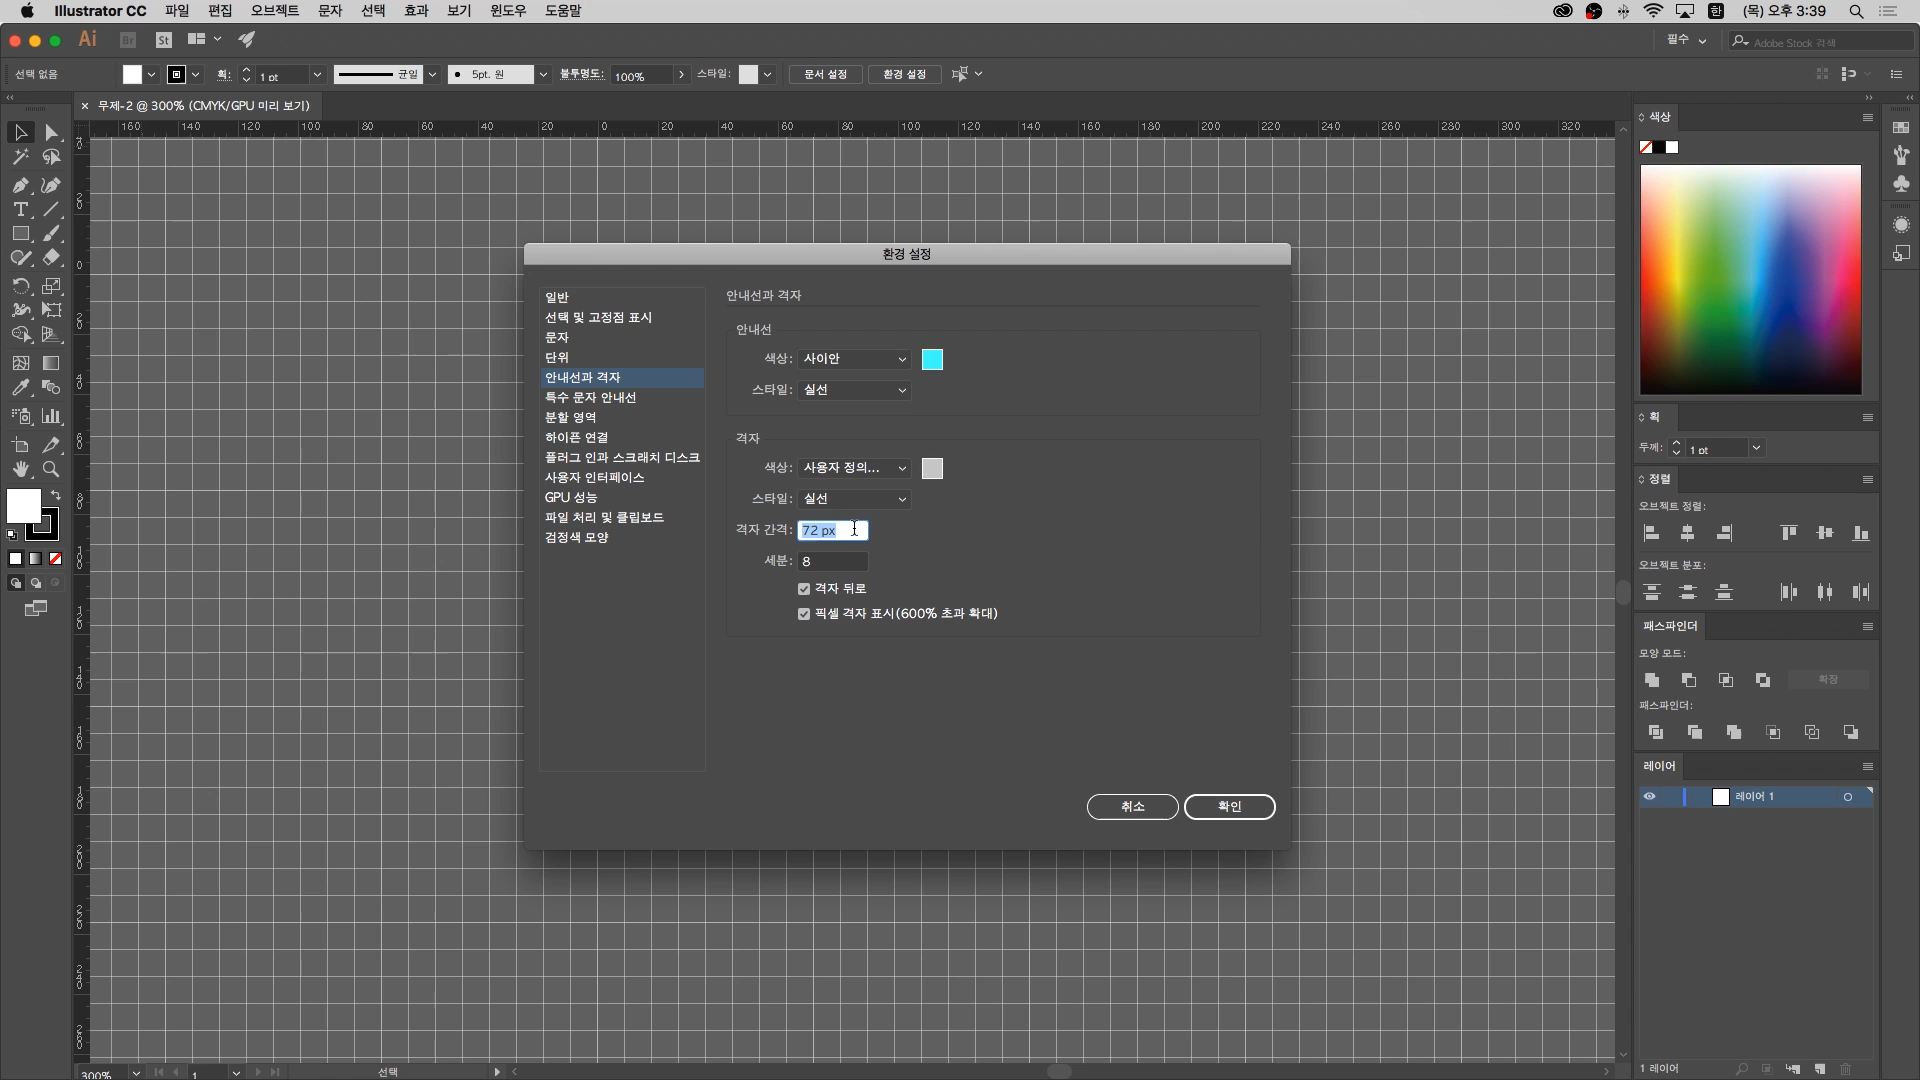 Illustrator CC 파일 편집 오브젝트 문자 선택 효과 보기 윈도우 도움말 한 (목) 오후 3:39
Ai Br St 필수 Adobe Stock 검색
선택 없음 획: 1 pt 균일 5pt. 원 불투명도: 100% 스타일: 문서 설정 환경 설정
무제-2 @ 300% (CMYK/GPU 미리 보기)
160 140 120 100 80 60 40 20 0 20 40 60 80 100 120 140 160 180 200 220 240 260 280 300 320
환경 설정
일반
선택 및 고정점 표시
문자
단위
안내선과 격자
특수 문자 안내선
분할 영역
하이픈 연결
플러그 인과 스크래치 디스크
사용자 인터페이스
GPU 성능
파일 처리 및 클립보드
검정색 모양
안내선과 격자
안내선
색상: 사이안
스타일: 실선
격자
색상: 사용자 정의...
스타일: 실선
격자 간격: 72 px
세분: 8
격자 뒤로
픽셀 격자 표시(600% 초과 확대)
취소 확인
색상
획
두께: 1 pt
정렬
오브젝트 정렬:
오브젝트 분포:
패스파인더
모양 모드:
확장
패스파인더:
레이어
레이어 1
1 레이어
300% 1 선택